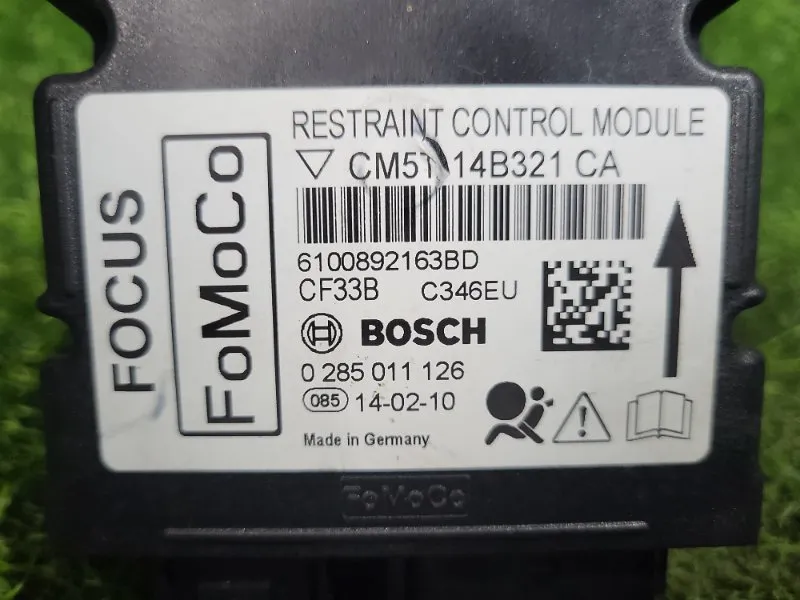 RESTRAINT CONTROL MODULE
CM5T 14B321 CA
6100892163BD
CF33B C346EU
BOSCH
0 285 011 126
085 14-02-10
Made in Germany
FOCUS
FoMoCo
FoMoCo